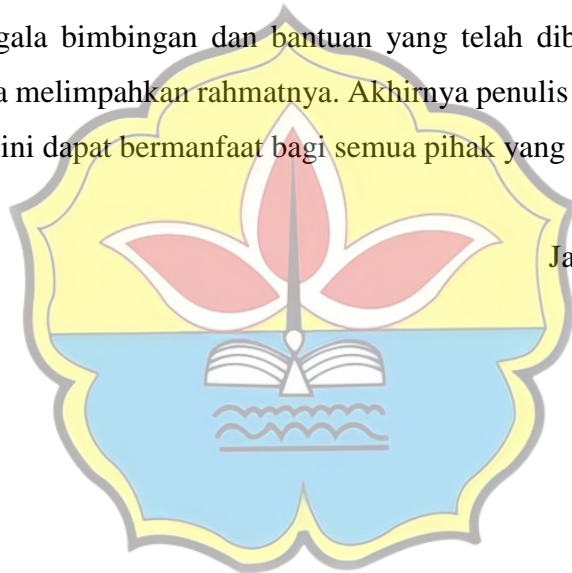 gala bimbingan dan bantuan yang telah dib
a melimpahkan rahmatnya. Akhirnya penulis
ini dapat bermanfaat bagi semua pihak yang
Ja